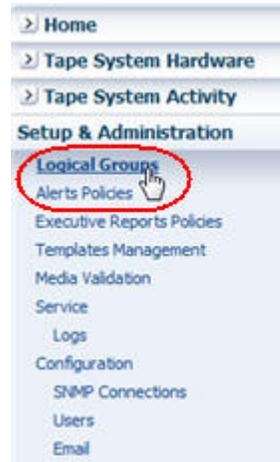 Home
Tape System Hardware
Tape System Activity
Setup & Administration
Logical Groups
Alerts Policies
Executive Reports Policies
Templates Management
Media Validation
Service
Logs
Configuration
SNMP Connections
Users
Email